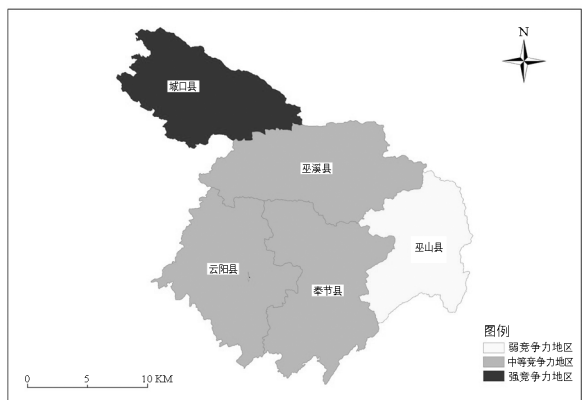 N
城口县
巫溪县
巫山县
云阳县
奉节县
图例
弱竞争力地区
中等竞争力地区
强竞争力地区
0 5 10 KM